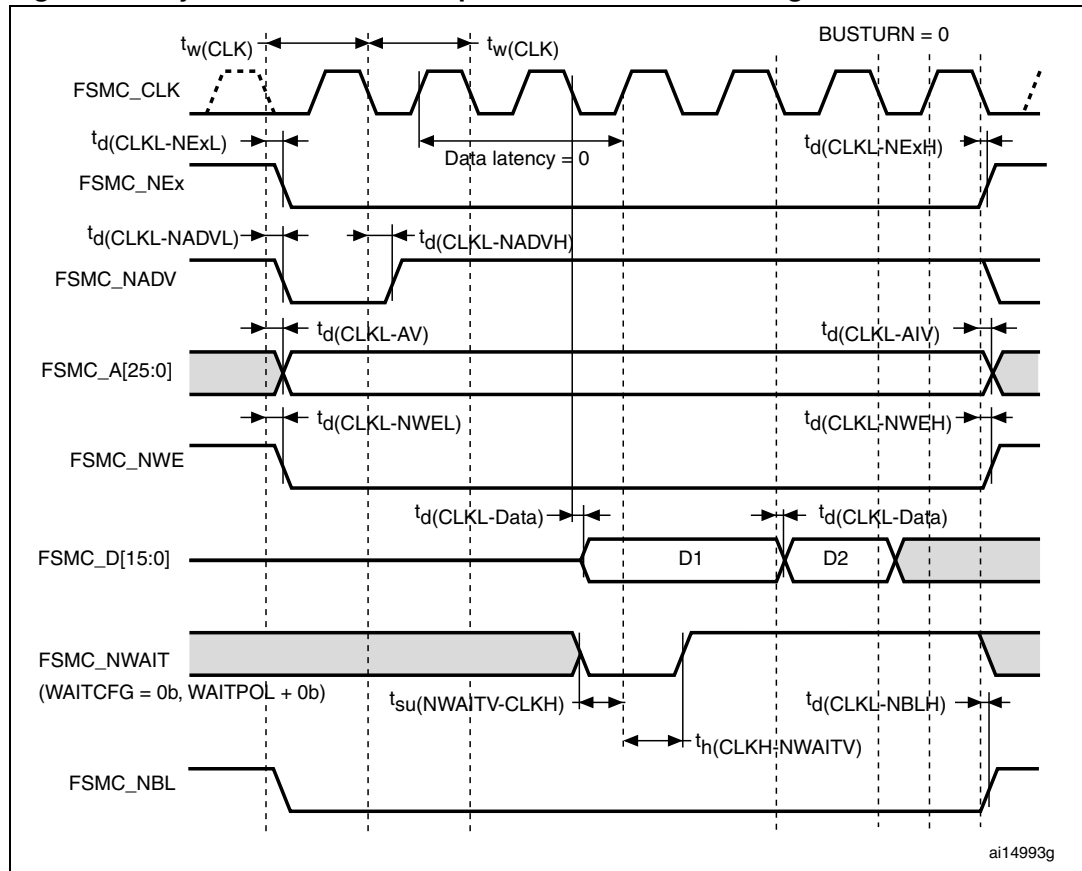 BUSTURN = 0
tw(CLK)
tw(CLK)
FSMC_CLK
td(CLKL-NExL)
Data latency = 0
td(CLKL-NExH)
FSMC_NEx
td(CLKL-NADVL)
td(CLKL-NADVH)
FSMC_NADV
td(CLKL-AV)
td(CLKL-AIV)
FSMC_A[25:0]
td(CLKL-NWEL)
td(CLKL-NWEH)
FSMC_NWE
td(CLKL-Data)
td(CLKL-Data)
FSMC_D[15:0]
D1
D2
FSMC_NWAIT
(WAITCFG = 0b, WAITPOL + 0b)
tsu(NWAITV-CLKH)
td(CLKL-NBLH)
th(CLKH-NWAITV)
FSMC_NBL
ai14993g